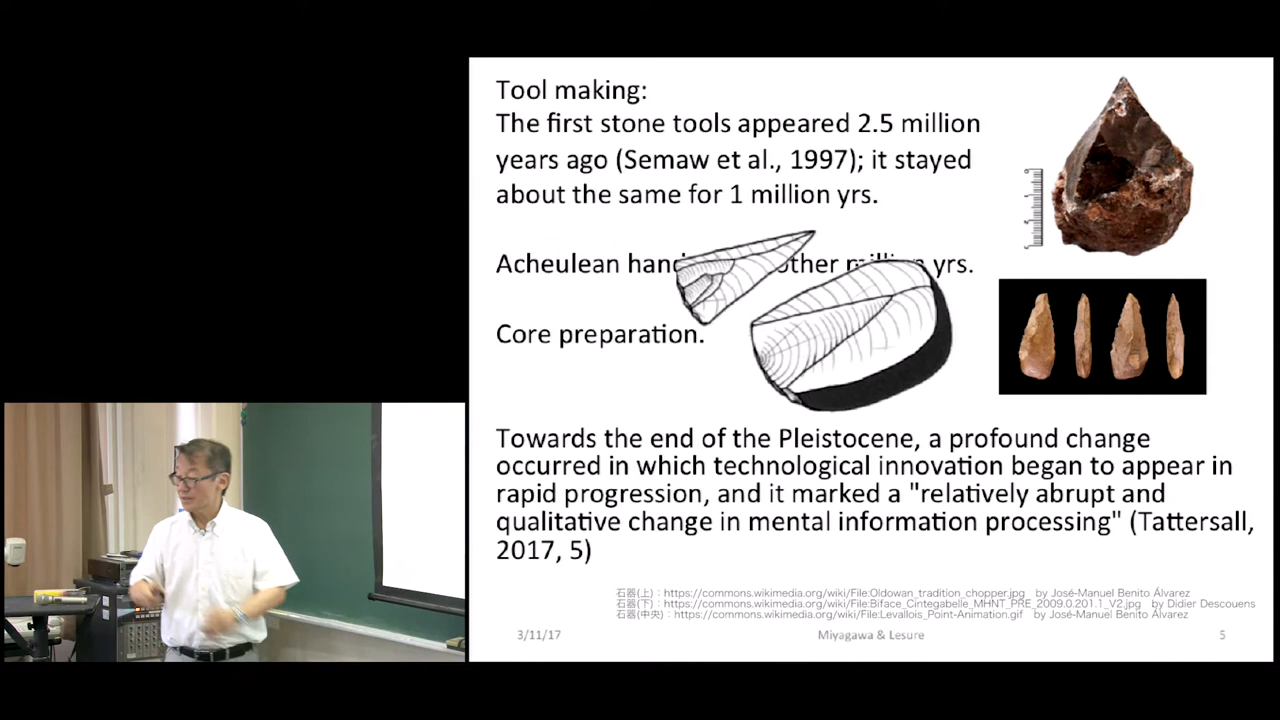 Tool making:
The first stone tools appeared 2.5 million
years ago (Semaw et al., 1997); it stayed
about the same for 1 million yrs.
Acheulean hand other million yrs.
Core preparation.
Towards the end of the Pleistocene, a profound change
occurred in which technological innovation began to appear in
rapid progression, and it marked a "relatively abrupt and
qualitative change in mental information processing" (Tattersall,
2017, 5)
石器(上)：https://commons.wikimedia.org/wiki/File:Oldowan_tradition_chopper.jpg by José-Manuel Benito Álvarez
石器(下)：https://commons.wikimedia.org/wiki/File:Biface_Cintegabelle_MHNT_PRE_2009.0.201.1_V2.jpg by Didier Descouens
石器(中央)：https://commons.wikimedia.org/wiki/File:Levallois_Point-Animation.gif by José-Manuel Benito Álvarez
3/11/17 Miyagawa & Lesure 5